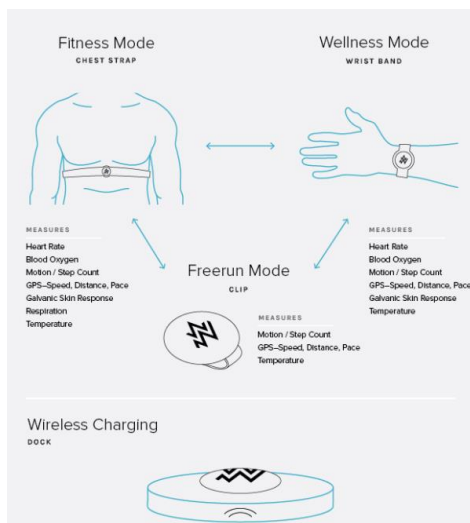 Fitness Mode
CHEST STRAP
Wellness Mode
WRIST BAND
MEASURES
Heart Rate
Blood Oxygen
Motion / Step Count
GPS–Speed, Distance, Pace
Galvanic Skin Response
Respiration
Temperature
MEASURES
Heart Rate
Blood Oxygen
Motion / Step Count
GPS–Speed, Distance, Pace
Galvanic Skin Response
Temperature
Freerun Mode
CLIP
MEASURES
Motion / Step Count
GPS–Speed, Distance, Pace
Temperature
Wireless Charging
DOCK